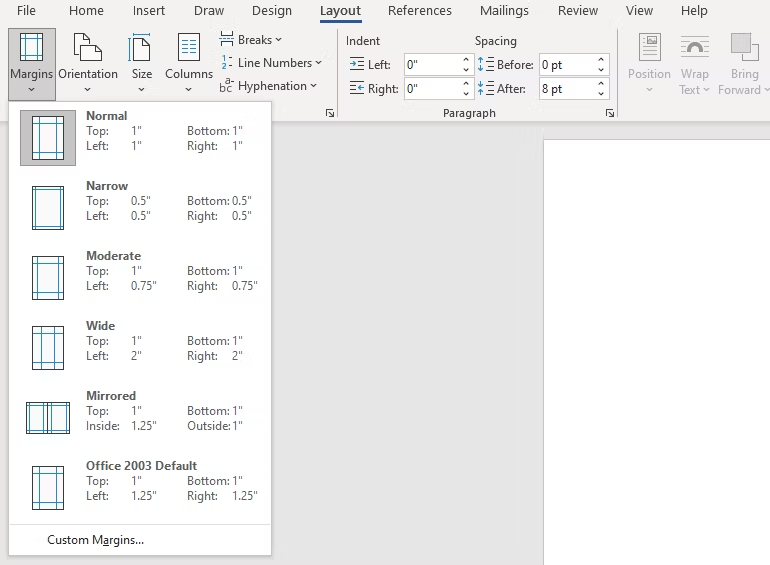 File Home Insert Draw Design Layout References Mailings Review View Help
Margins Orientation Size Columns
Breaks
Line Numbers
bc Hyphenation
Indent Spacing
Left: 0" Before: 0 pt
Right: 0" After: 8 pt
Paragraph
Position Wrap Text Bring Forward
Normal
Top: 1" Bottom: 1"
Left: 1" Right: 1"
Narrow
Top: 0.5" Bottom: 0.5"
Left: 0.5" Right: 0.5"
Moderate
Top: 1" Bottom: 1"
Left: 0.75" Right: 0.75"
Wide
Top: 1" Bottom: 1"
Left: 2" Right: 2"
Mirrored
Top: 1" Bottom: 1"
Inside: 1.25" Outside: 1"
Office 2003 Default
Top: 1" Bottom: 1"
Left: 1.25" Right: 1.25"
Custom Margins...